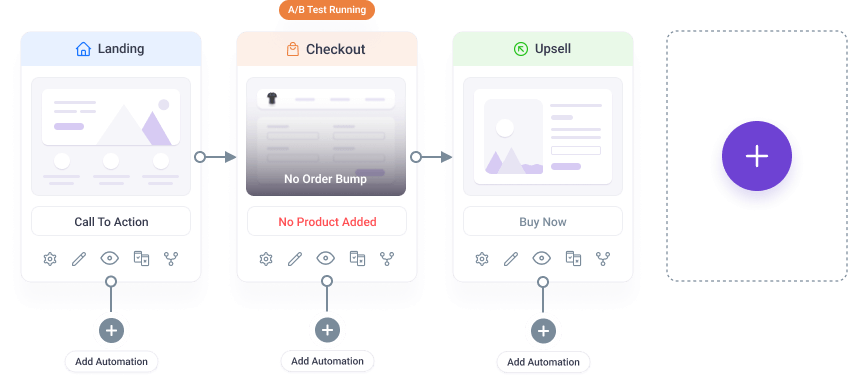 A/B Test Running
Landing
Checkout
Upsell
No Order Bump
Call To Action
No Product Added
Buy Now
Add Automation
Add Automation
Add Automation